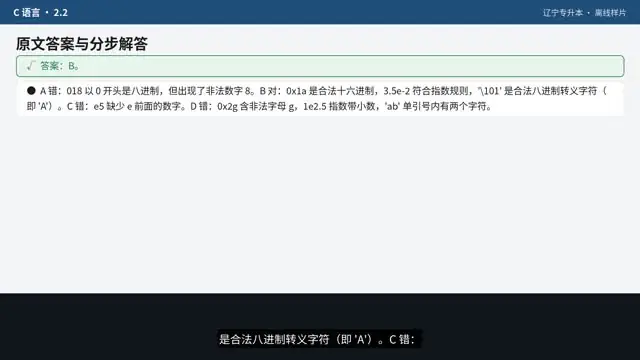 C 语言 • 2.2
辽宁专升本 • 离线样片
原文答案与分步解答
√ 答案：B。
● A 错：018 以 0 开头是八进制，但出现了非法数字 8。B 对：0x1a 是合法十六进制，3.5e-2 符合指数规则，'\101' 是合法八进制转义字符（
即 'A'）。C 错：e5 缺少 e 前面的数字。D 错：0x2g 含非法字母 g，1e2.5 指数带小数，'ab' 单引号内有两个字符。
是合法八进制转义字符（即 'A'）。C 错：